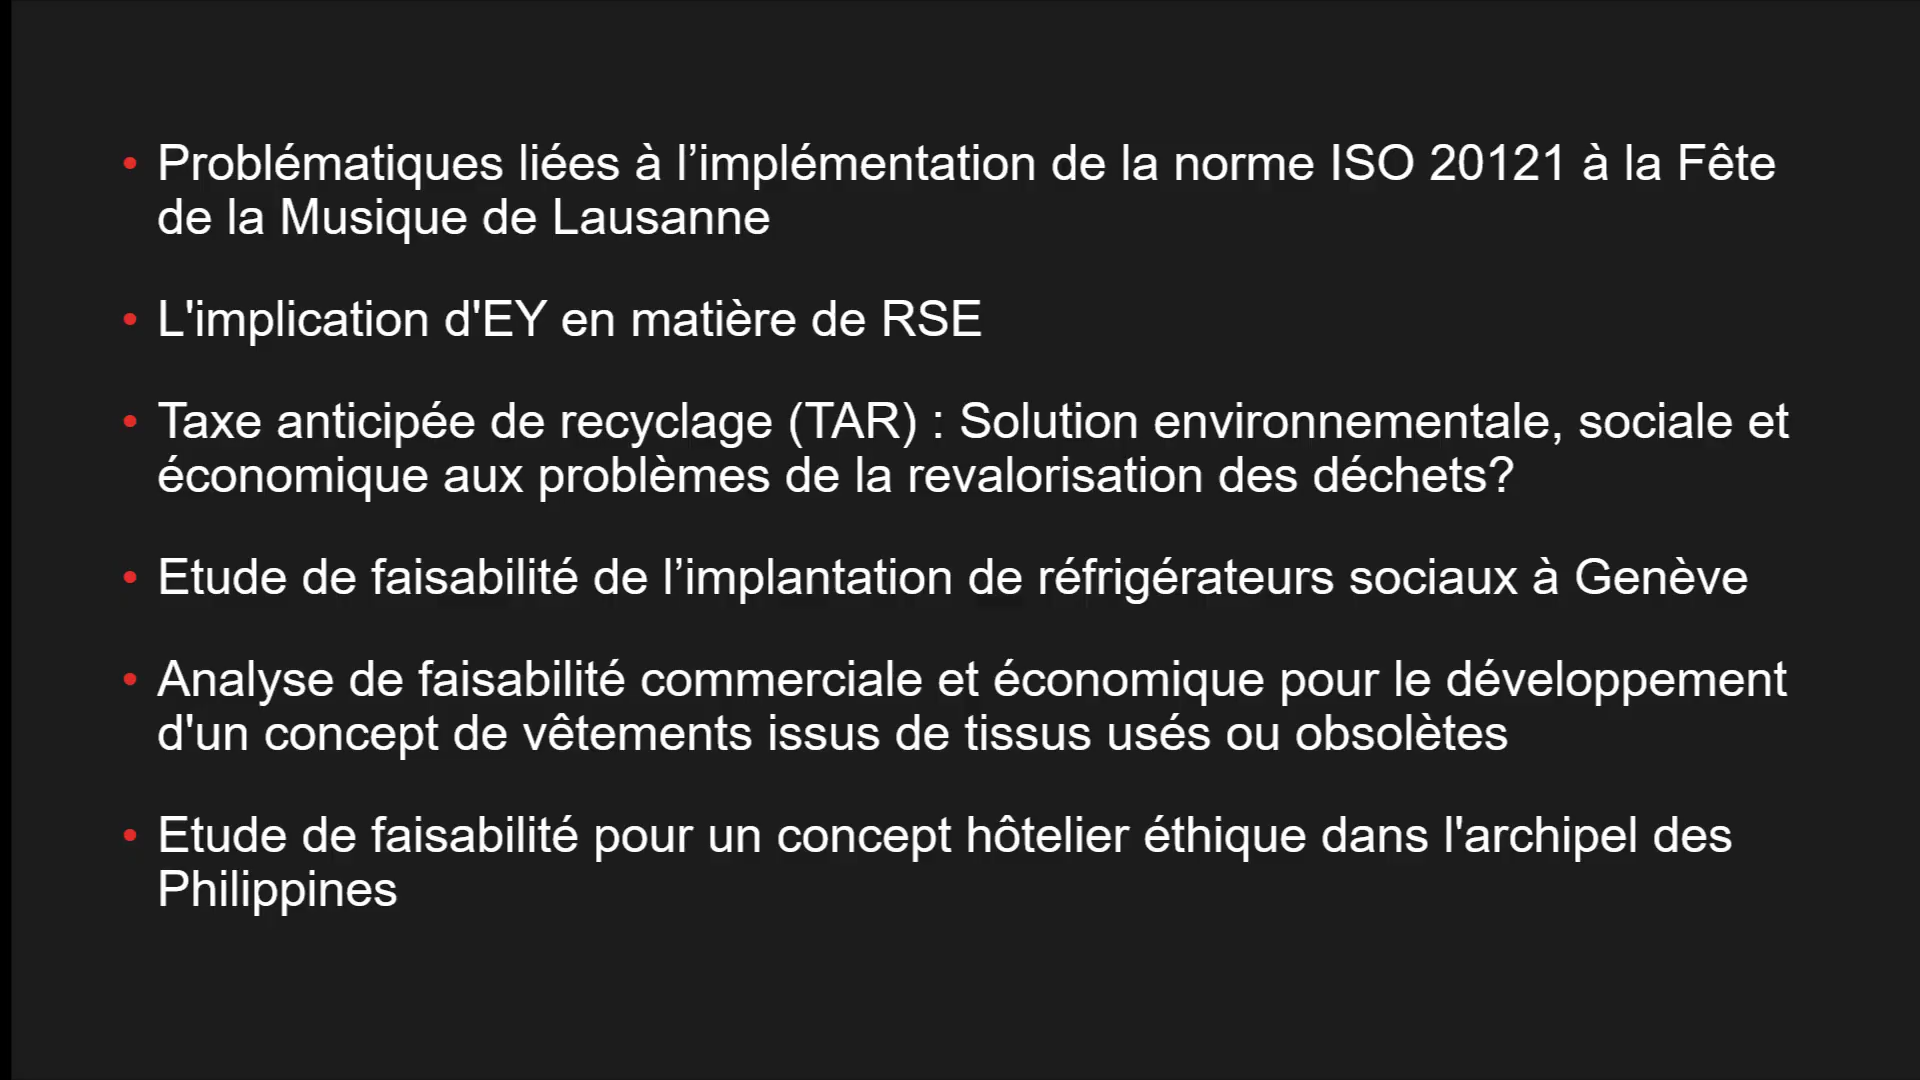 • Problématiques liées à l’implémentation de la norme ISO 20121 à la Fête
de la Musique de Lausanne
• L'implication d'EY en matière de RSE
• Taxe anticipée de recyclage (TAR) : Solution environnementale, sociale et
économique aux problèmes de la revalorisation des déchets?
• Etude de faisabilité de l’implantation de réfrigérateurs sociaux à Genève
• Analyse de faisabilité commerciale et économique pour le développement
d'un concept de vêtements issus de tissus usés ou obsolètes
• Etude de faisabilité pour un concept hôtelier éthique dans l'archipel des
Philippines